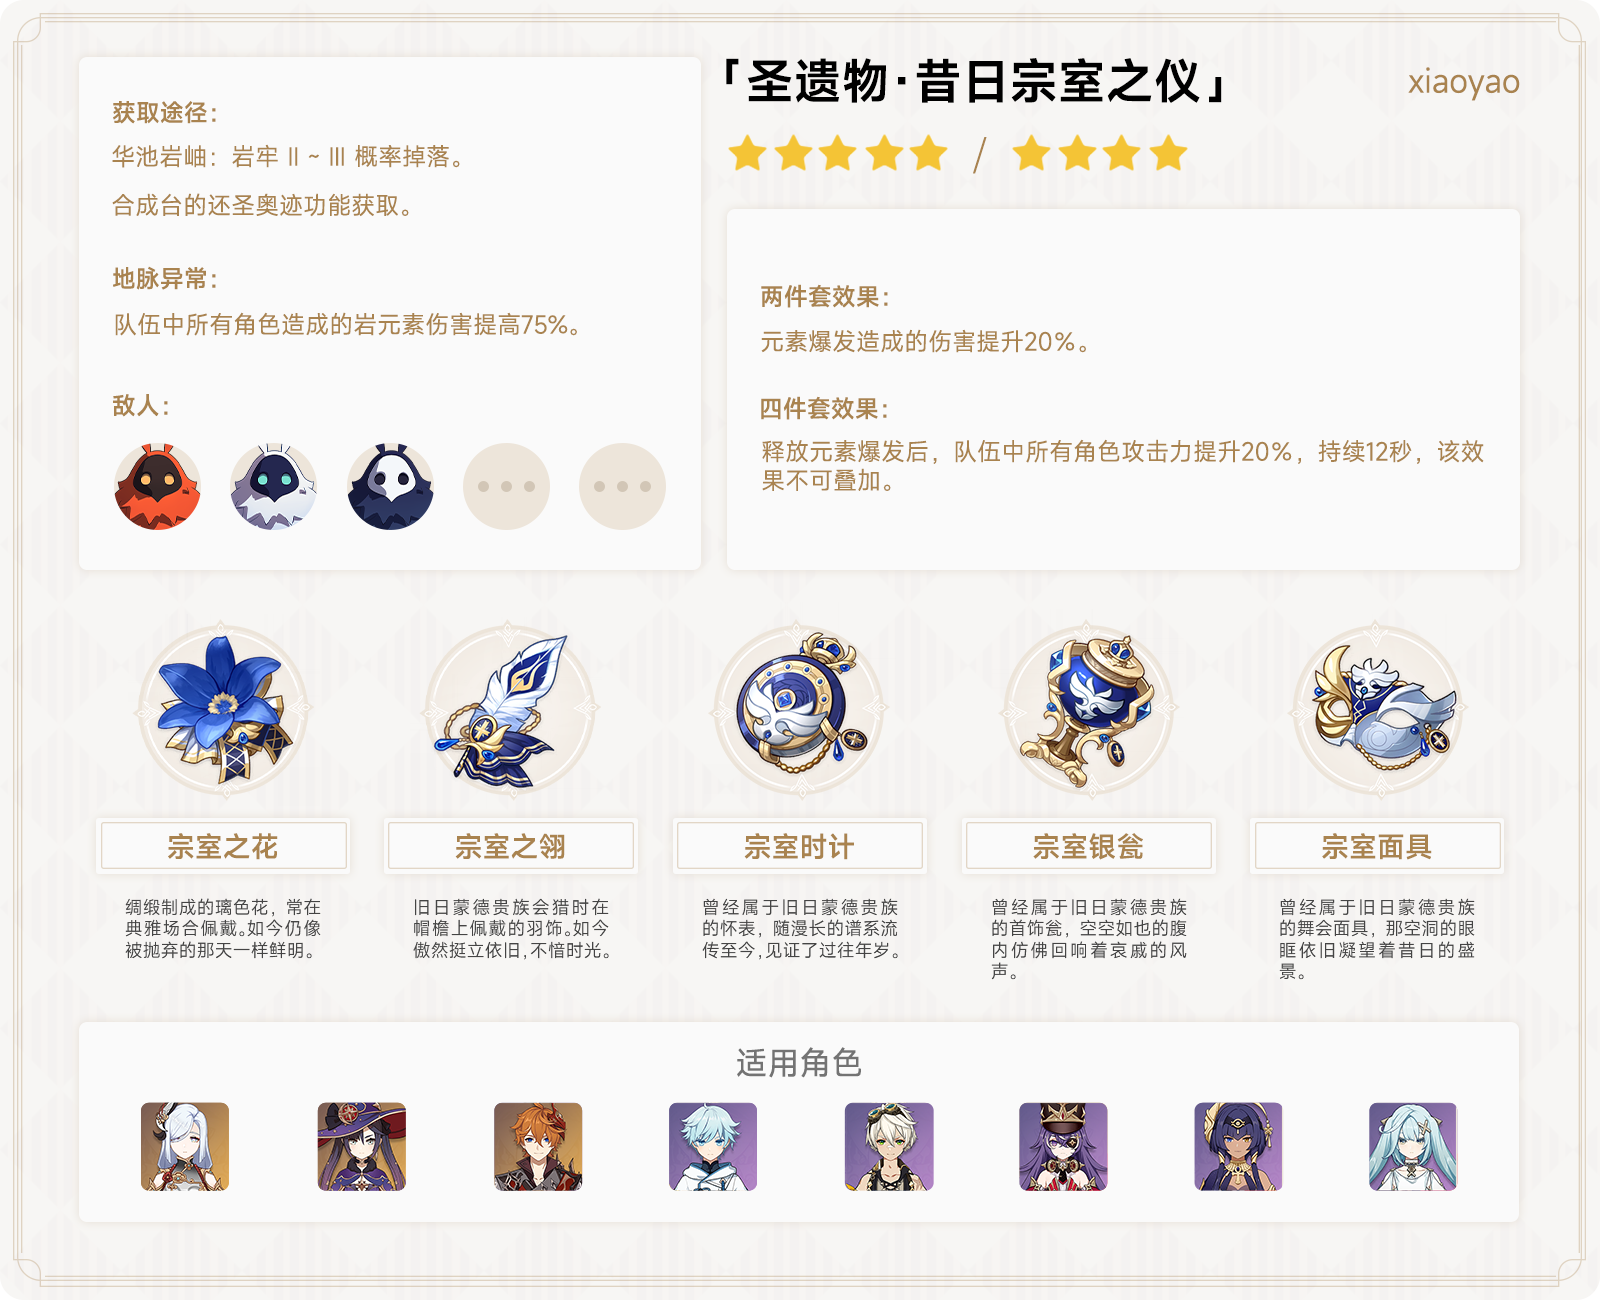 获取途径：
华池岩岫：岩牢 II ~ III 概率掉落。
合成台的还圣奥迹功能获取。
地脉异常：
队伍中所有角色造成的岩元素伤害提高75%。
敌人：
「圣遗物·昔日宗室之仪」
xiaoyao
/
两件套效果：
元素爆发造成的伤害提升20%。
四件套效果：
释放元素爆发后，队伍中所有角色攻击力提升20%，持续12秒，该效
果不可叠加。
宗室之花
绸缎制成的璃色花，常在
典雅场合佩戴。如今仍像
被抛弃的那天一样鲜明。
宗室之翎
旧日蒙德贵族会猎时在
帽檐上佩戴的羽饰。如今
傲然挺立依旧，不惜时光。
宗室时计
曾经属于旧日蒙德贵族
的怀表，随漫长的谱系流
传至今，见证了过往年岁。
宗室银瓮
曾经属于旧日蒙德贵族
的首饰瓮，空空如也的腹
内仿佛回响着哀戚的风
声。
宗室面具
曾经属于旧日蒙德贵族
的舞会面具，那空洞的眼
眶依旧凝望着昔日的盛
景。
适用角色